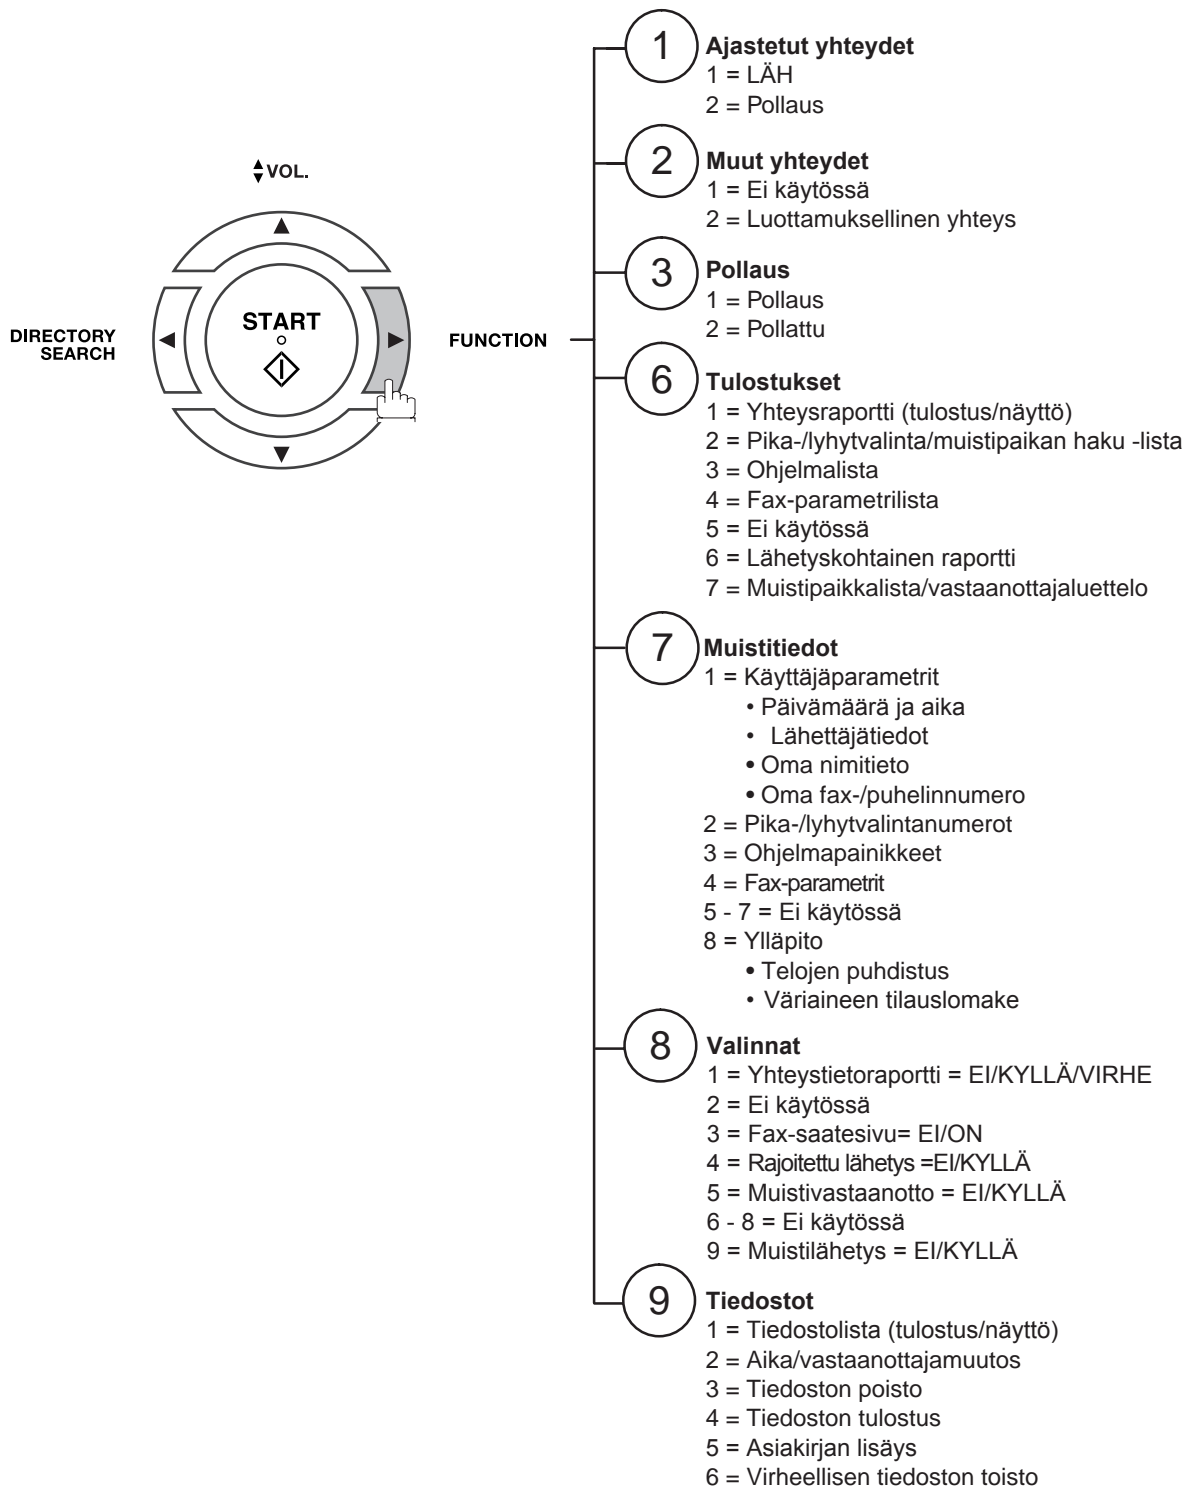 VOL.
START
DIRECTORY
SEARCH
FUNCTION
1
Ajastetut yhteydet
1 = LÄH
2 = Pollaus
2
Muut yhteydet
1 = Ei käytössä
2 = Luottamuksellinen yhteys
3
Pollaus
1 = Pollaus
2 = Pollattu
6
Tulostukset
1 = Yhteysraportti (tulostus/näyttö)
2 = Pika-/lyhytvalinta/muistipaikan haku -lista
3 = Ohjelmalista
4 = Fax-parametrilista
5 = Ei käytössä
6 = Lähetyskohtainen raportti
7 = Muistipaikkalista/vastaanottajaluettelo
7
Muistitiedot
1 = Käyttäjäparametrit
• Päivämäärä ja aika
• Lähettäjätiedot
• Oma nimitieto
• Oma fax-/puhelinnumero
2 = Pika-/lyhytvalintanumerot
3 = Ohjelmapainikkeet
4 = Fax-parametrit
5 - 7 = Ei käytössä
8 = Ylläpito
• Telojen puhdistus
• Väriaineen tilauslomake
8
Valinnat
1 = Yhteystietoraportti = EI/KYLLÄ/VIRHE
2 = Ei käytössä
3 = Fax-saatesivu= EI/ON
4 = Rajoitettu lähetys =EI/KYLLÄ
5 = Muistivastaanotto = EI/KYLLÄ
6 - 8 = Ei käytössä
9 = Muistilähetys = EI/KYLLÄ
9
Tiedostot
1 = Tiedostolista (tulostus/näyttö)
2 = Aika/vastaanottajamuutos
3 = Tiedoston poisto
4 = Tiedoston tulostus
5 = Asiakirjan lisäys
6 = Virheellisen tiedoston toisto